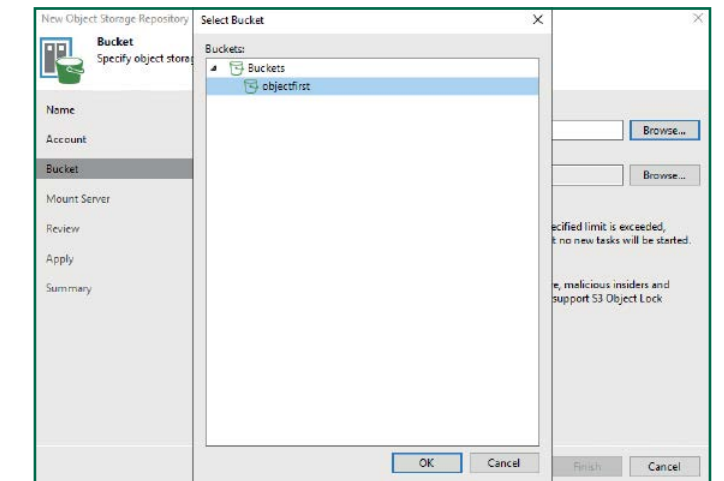 New Object Storage Repository
Bucket
Specify object storag
Name
Account
Bucket
Mount Server
Review
Apply
Summary
Select Bucket
Buckets:
Buckets
objectfirst
OK
Cancel
Browse...
Browse...
ecified limit is exceeded,
t no new tasks will be started.
e, malicious insiders and
support S3 Object Lock
Finish
Cancel